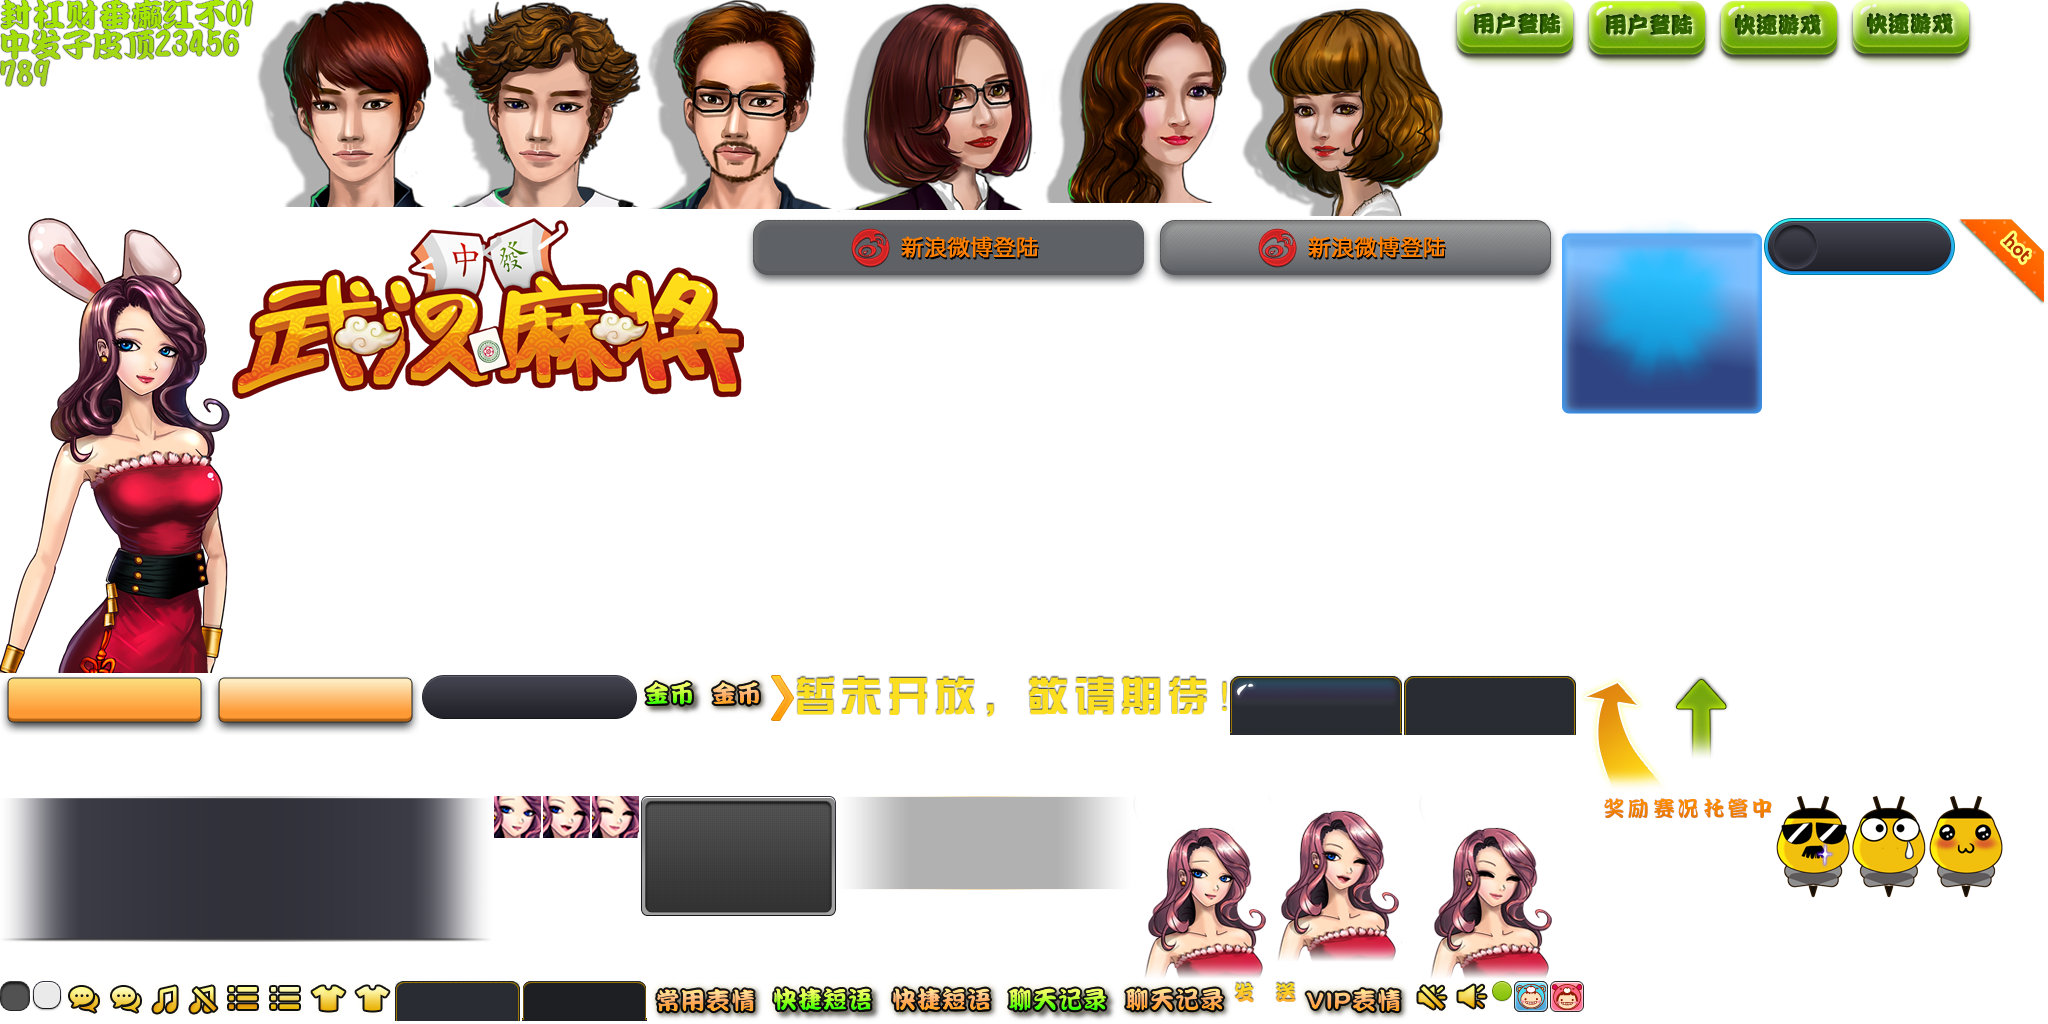 封杠财番癞红不01
中发子皮顶23456
789
用户登陆
用户登陆
快速游戏
快速游戏
中 發
武汉麻将
新浪微博登陆
新浪微博登陆
hot
金币
金币
暂未开放，敬请期待！
奖励赛况托管中
常用表情
快捷短语
快捷短语
聊天记录
聊天记录
发 送
VIP表情